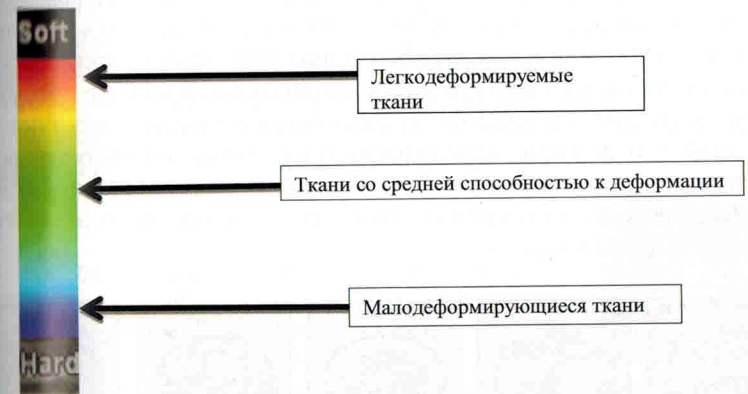 Soft
Легкодеформируемые
ткани
Ткани со средней способностью к деформации
Малодеформирующиеся ткани
Hard